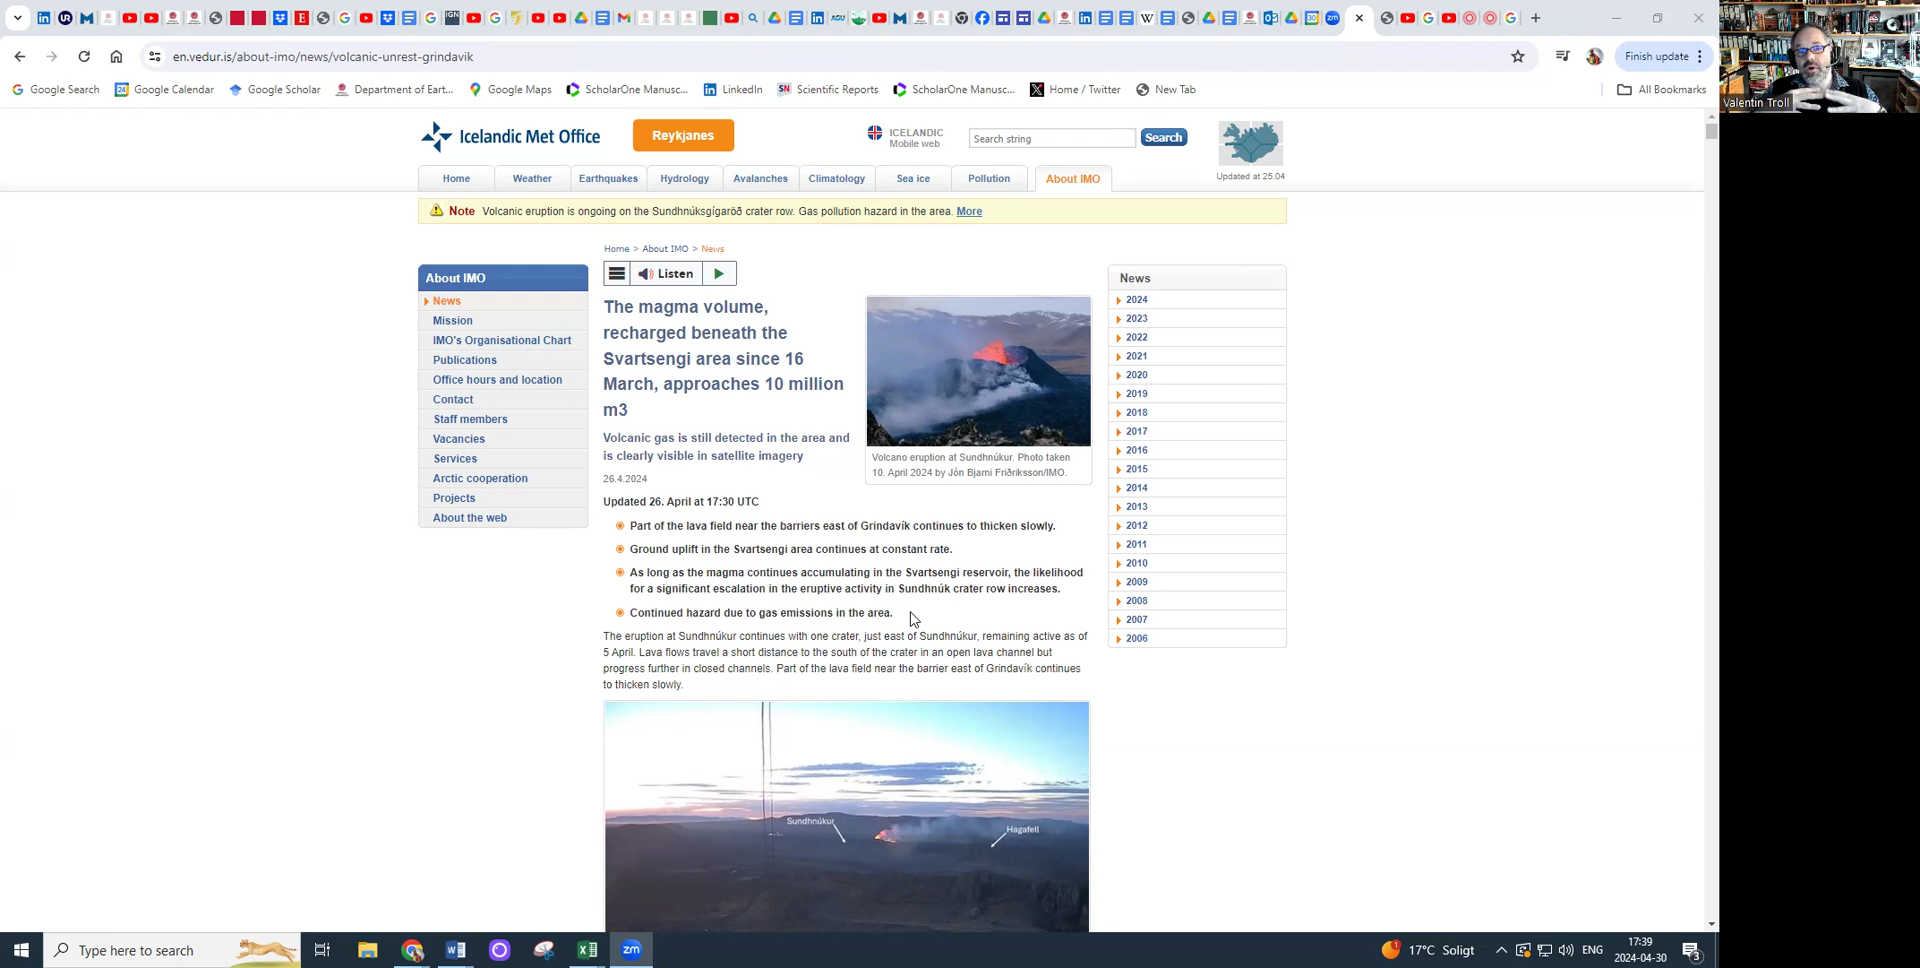 en.vedur.is/about-imo/news/volcanic-unrest-grindavik
Finish update
Google Search
Google Calendar
Google Scholar
Department of Eart...
Google Maps
ScholarOne Manusc...
LinkedIn
Scientific Reports
ScholarOne Manusc...
Home / Twitter
New Tab
All Bookmarks
Valentin Troll
Icelandic Met Office
Reykjanes
ICELANDIC
Mobile web
Search string
Search
Updated at 25.04
Home
Weather
Earthquakes
Hydrology
Avalanches
Climatology
Sea ice
Pollution
About IMO
Note Volcanic eruption is ongoing on the Sundhnúksgígaröð crater row. Gas pollution hazard in the area. More
Home > About IMO > News
Listen
About IMO
News
Mission
IMO's Organisational Chart
Publications
Office hours and location
Contact
Staff members
Vacancies
Services
Arctic cooperation
Projects
About the web
The magma volume,
recharged beneath the
Svartsengi area since 16
March, approaches 10 million
m3
Volcanic gas is still detected in the area and
is clearly visible in satellite imagery
26.4.2024
Volcano eruption at Sundhnúkur. Photo taken
10. April 2024 by Jón Bjarni Friðriksson/IMO.
Updated 26. April at 17:30 UTC
Part of the lava field near the barriers east of Grindavík continues to thicken slowly.
Ground uplift in the Svartsengi area continues at constant rate.
As long as the magma continues accumulating in the Svartsengi reservoir, the likelihood
for a significant escalation in the eruptive activity in Sundhnúk crater row increases.
Continued hazard due to gas emissions in the area.
The eruption at Sundhnúkur continues with one crater, just east of Sundhnúkur, remaining active as of
5 April. Lava flows travel a short distance to the south of the crater in an open lava channel but
progress further in closed channels. Part of the lava field near the barrier east of Grindavík continues
to thicken slowly.
Sundhnúkur
Hagafell
News
2024
2023
2022
2021
2020
2019
2018
2017
2016
2015
2014
2013
2012
2011
2010
2009
2008
2007
2006
Type here to search
17°C Soligt
ENG
17:39
2024-04-30